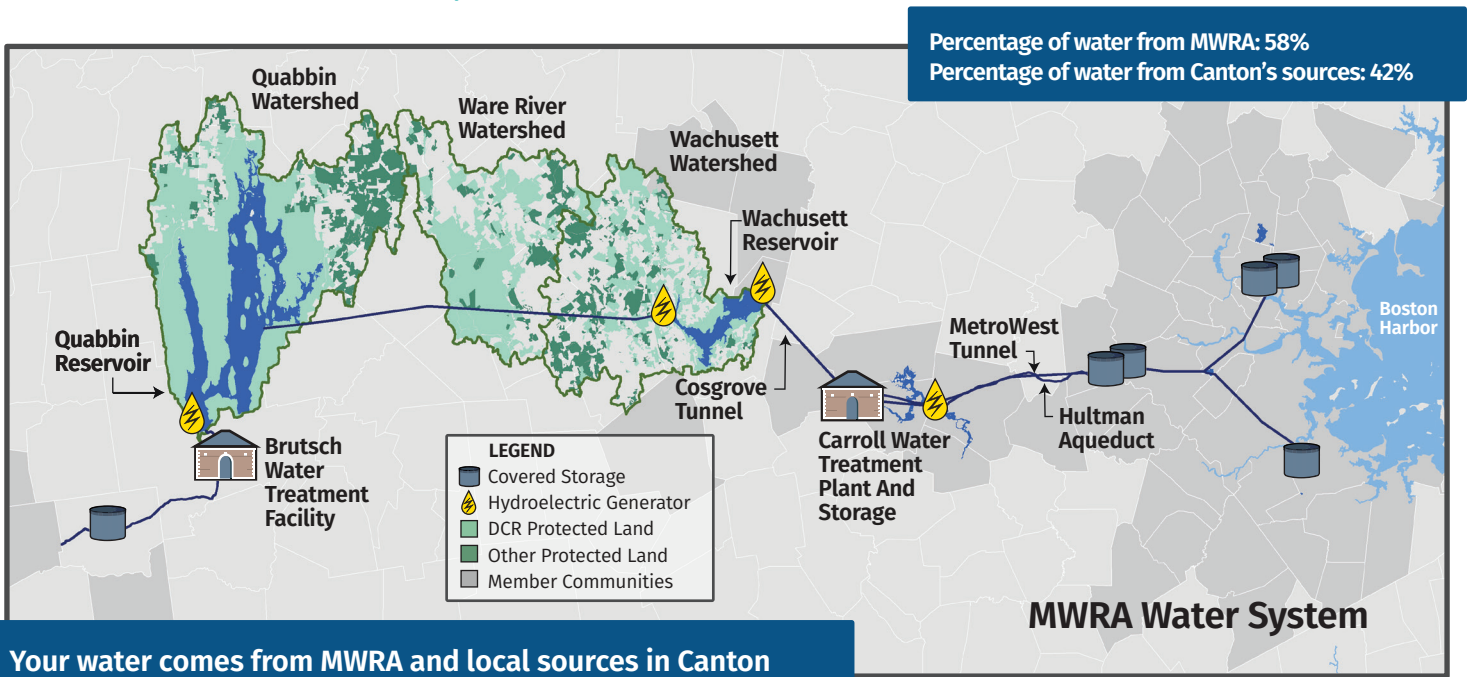 Percentage of water from MWRA: 58%
Percentage of water from Canton's sources: 42%
Quabbin
Watershed
Ware River
Watershed
Wachusett
Watershed
Wachusett
Reservoir
Quabbin
Reservoir
Boston
Harbor
MetroWest
Tunnel
Cosgrove
Tunnel
Hultman
Aqueduct
Brutsch
Water
Treatment
Facility
Carroll Water
Treatment
Plant And
Storage
LEGEND
Covered Storage
Hydroelectric Generator
DCR Protected Land
Other Protected Land
Member Communities
MWRA Water System
Your water comes from MWRA and local sources in Canton